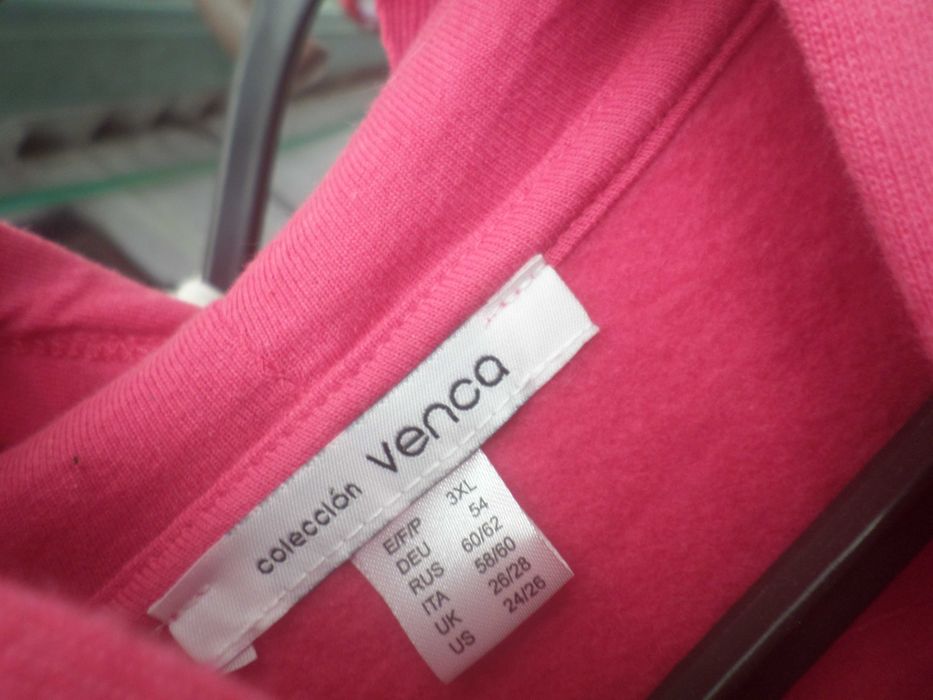 colección venca
3XL
E/F/P 54
DEU 60/62
RUS 58/60
ITA 26/28
UK 24/26
US